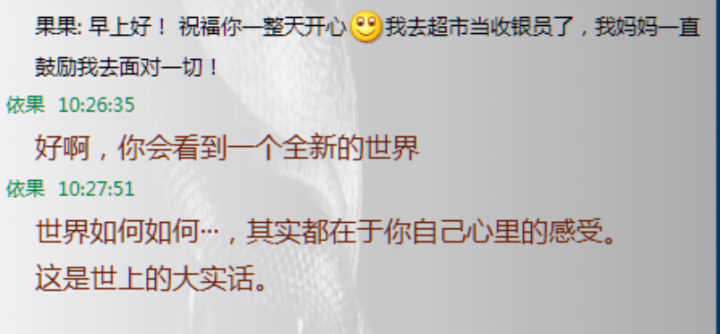 果果: 早上好！ 祝福你一整天开心 我去超市当收银员了，我妈妈一直
鼓励我去面对一切！
依果 10:26:35
好啊，你会看到一个全新的世界
依果 10:27:51
世界如何如何…，其实都在于你自己心里的感受。
这是世上的大实话。